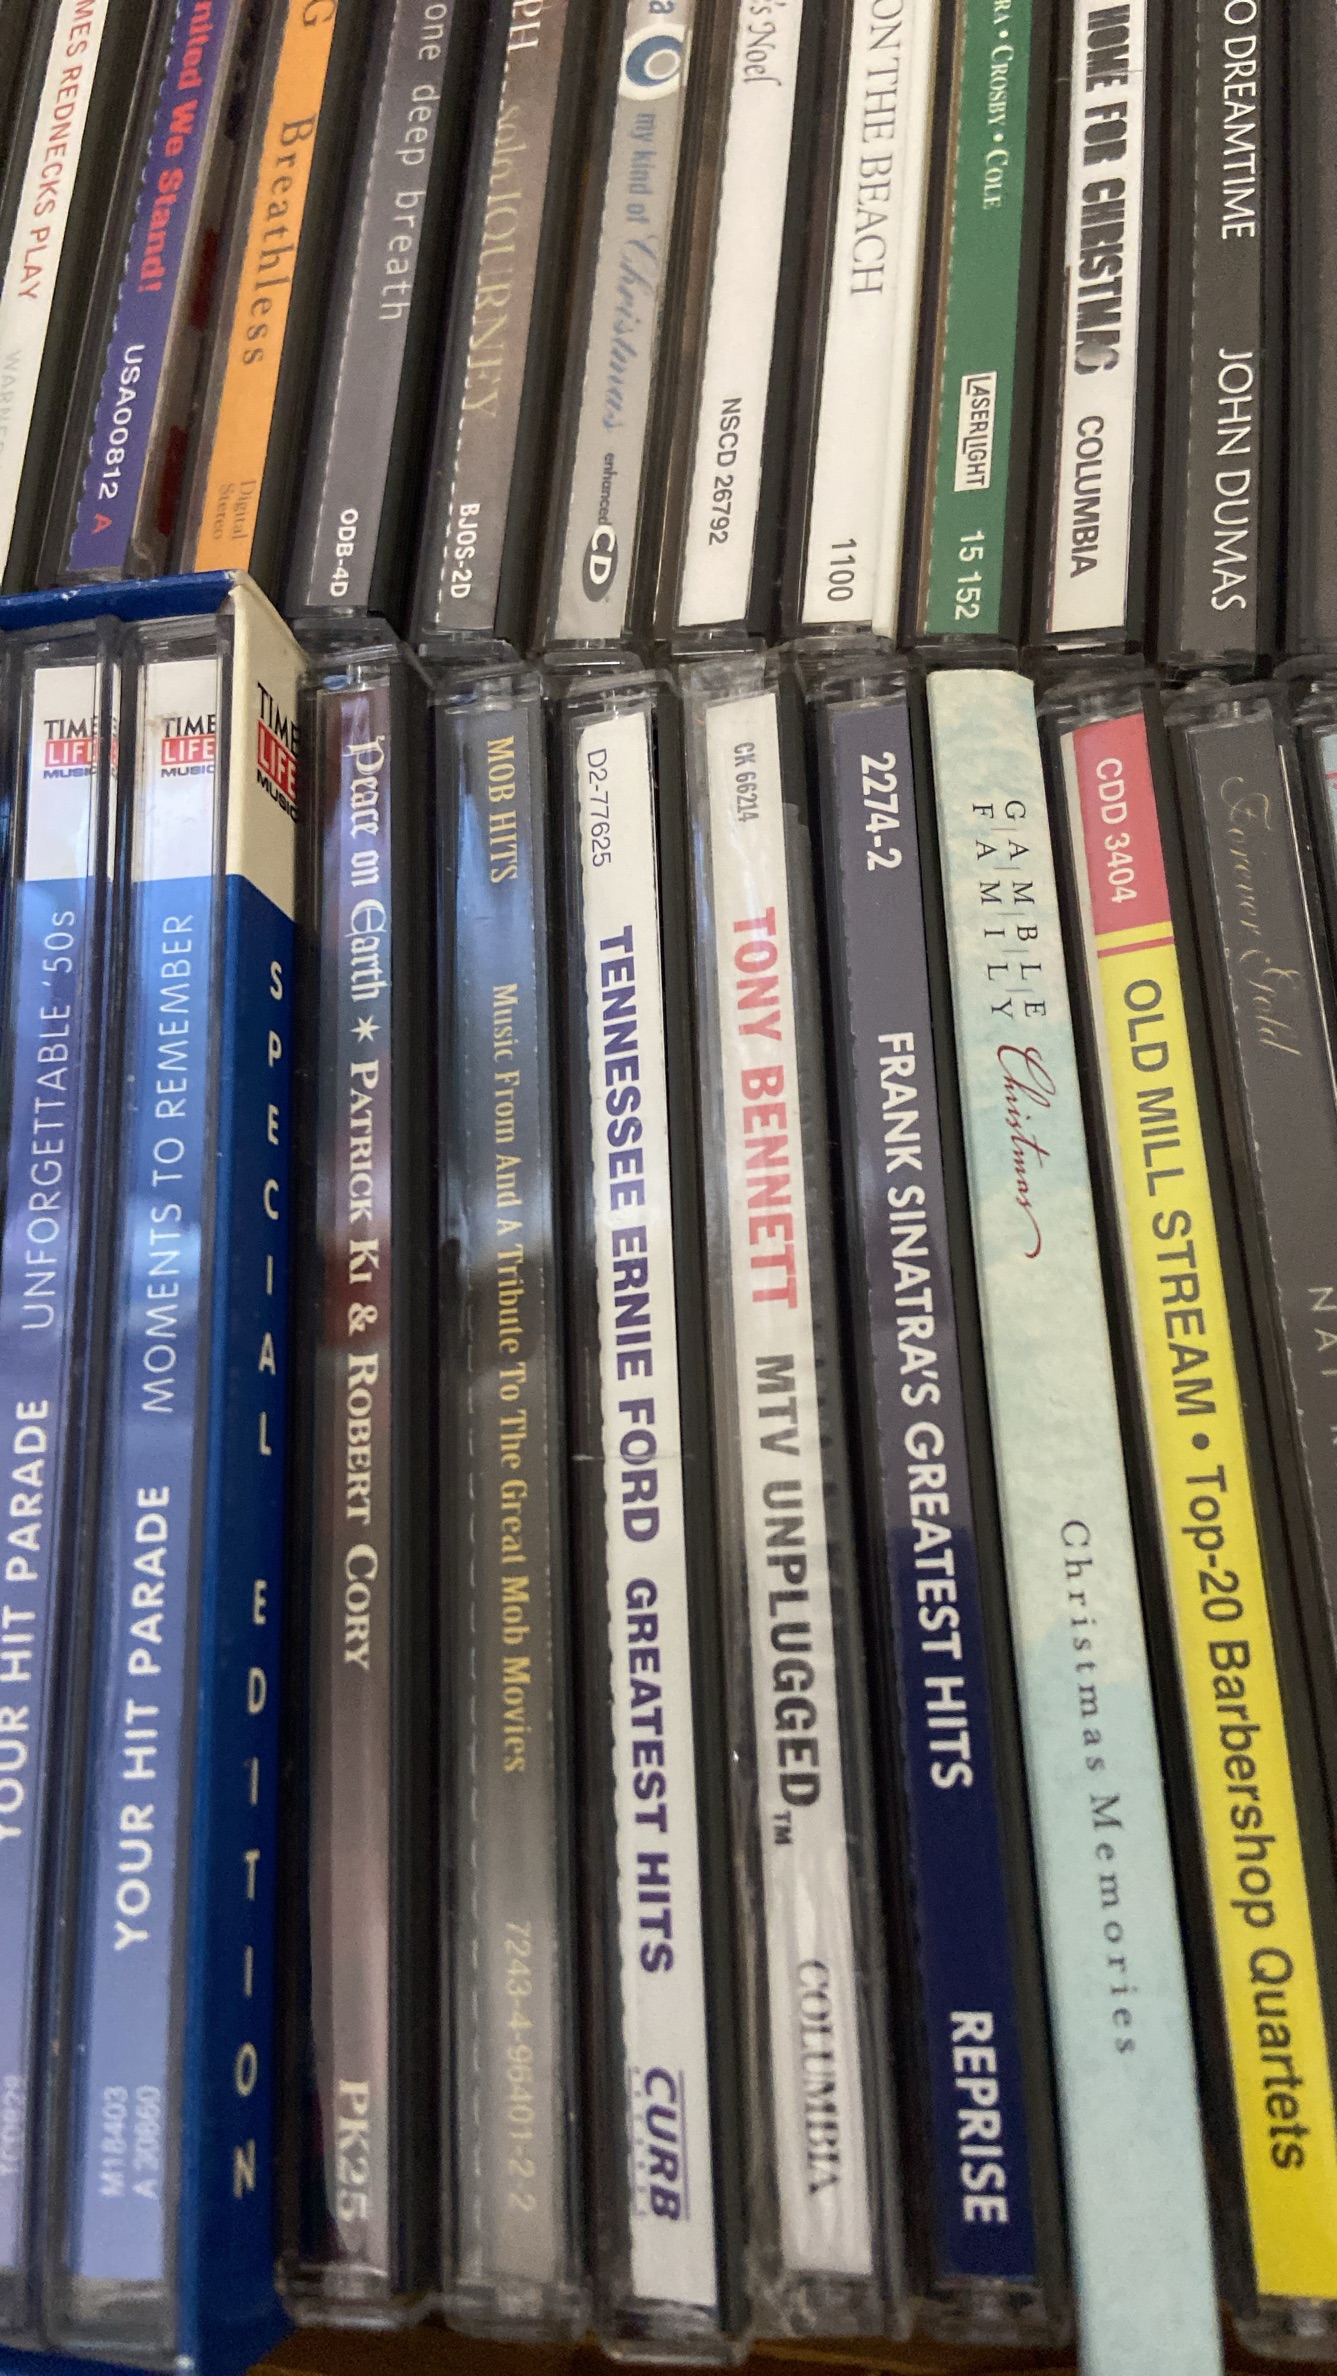 MES REDNECKS PLAY
nited We Stand!
USA00812 A
G
Breathless
Digital
Stereo
one deep breath
ODB-4D
PH solo JOURNEY
BJOS-2D
a
my kind of Christmas
enhanced CD
's Noel
NSCD 26792
ON THE BEACH
1100
RA • CROSBY • COLE
LASERLIGHT
15 152
HOME FOR CHRISTMAS
COLUMBIA
O DREAMTIME
JOHN DUMAS
TIME
LIFE
MUSIC
YOUR HIT PARADE UNFORGETTABLE '50s
TIME
LIFE
MUSIC
YOUR HIT PARADE MOMENTS TO REMEMBER
M18403
A 20860
TIME
LIFE
MUSIC
SPECIAL EDITION
Peace on Earth ✶ PATRICK KI & ROBERT CORY
PK25
MOB HITS
Music From And A Tribute To The Great Mob Movies
7243-4-96401-2-2
D2-77625
TENNESSEE ERNIE FORD GREATEST HITS
CURB
CK 66214
TONY BENNETT MTV UNPLUGGED™
COLUMBIA
2274-2
FRANK SINATRA'S GREATEST HITS
REPRISE
GAMBLE
FAMILY
Christmas
Christmas Memories
CDD 3404
OLD MILL STREAM • Top-20 Barbershop Quartets
Forever Gold
NAT